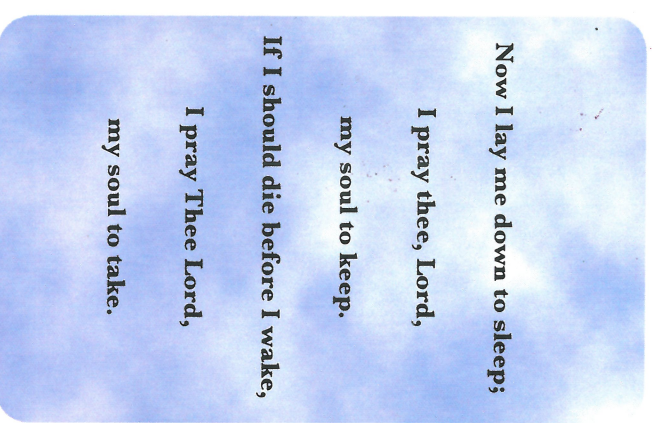 Now I lay me down to sleep;
I pray thee, Lord,
my soul to keep.
If I should die before I wake,
I pray Thee Lord,
my soul to take.